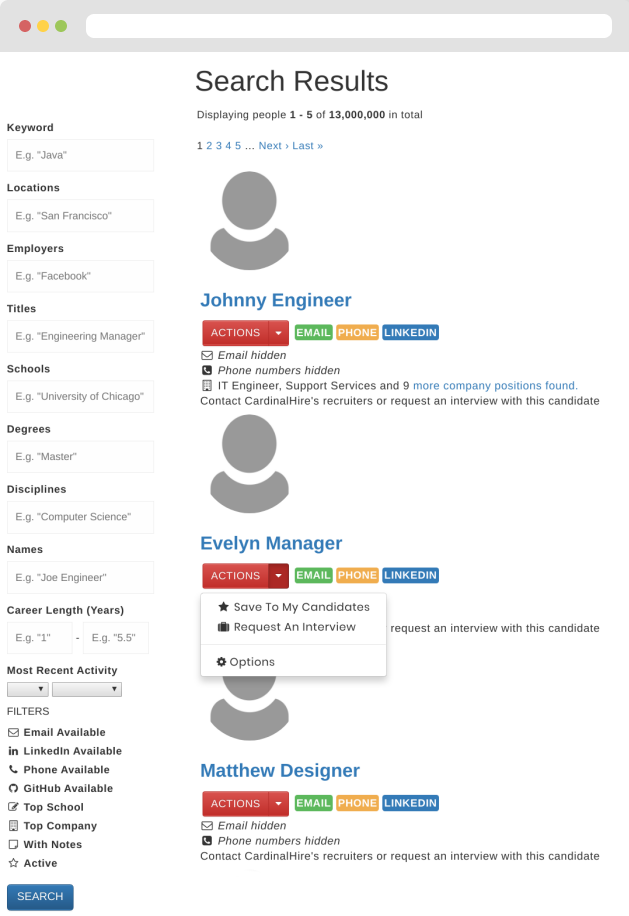 Search Results
Displaying people 1 - 5 of 13,000,000 in total
1 2 3 4 5 ... Next › Last »
Keyword
E.g. "Java"
Locations
E.g. "San Francisco"
Employers
E.g. "Facebook"
Titles
E.g. "Engineering Manager"
Schools
E.g. "University of Chicago"
Degrees
E.g. "Master"
Disciplines
E.g. "Computer Science"
Names
E.g. "Joe Engineer"
Career Length (Years)
E.g. "1" - E.g. "5.5"
Most Recent Activity
FILTERS
Email Available
LinkedIn Available
Phone Available
GitHub Available
Top School
Top Company
With Notes
Active
SEARCH
Johnny Engineer
ACTIONS EMAIL PHONE LINKEDIN
Email hidden
Phone numbers hidden
IT Engineer, Support Services and 9 more company positions found.
Contact CardinalHire's recruiters or request an interview with this candidate
Evelyn Manager
ACTIONS EMAIL PHONE LINKEDIN
Save To My Candidates
Request An Interview
request an interview with this candidate
Options
Matthew Designer
ACTIONS EMAIL PHONE LINKEDIN
Email hidden
Phone numbers hidden
Contact CardinalHire's recruiters or request an interview with this candidate